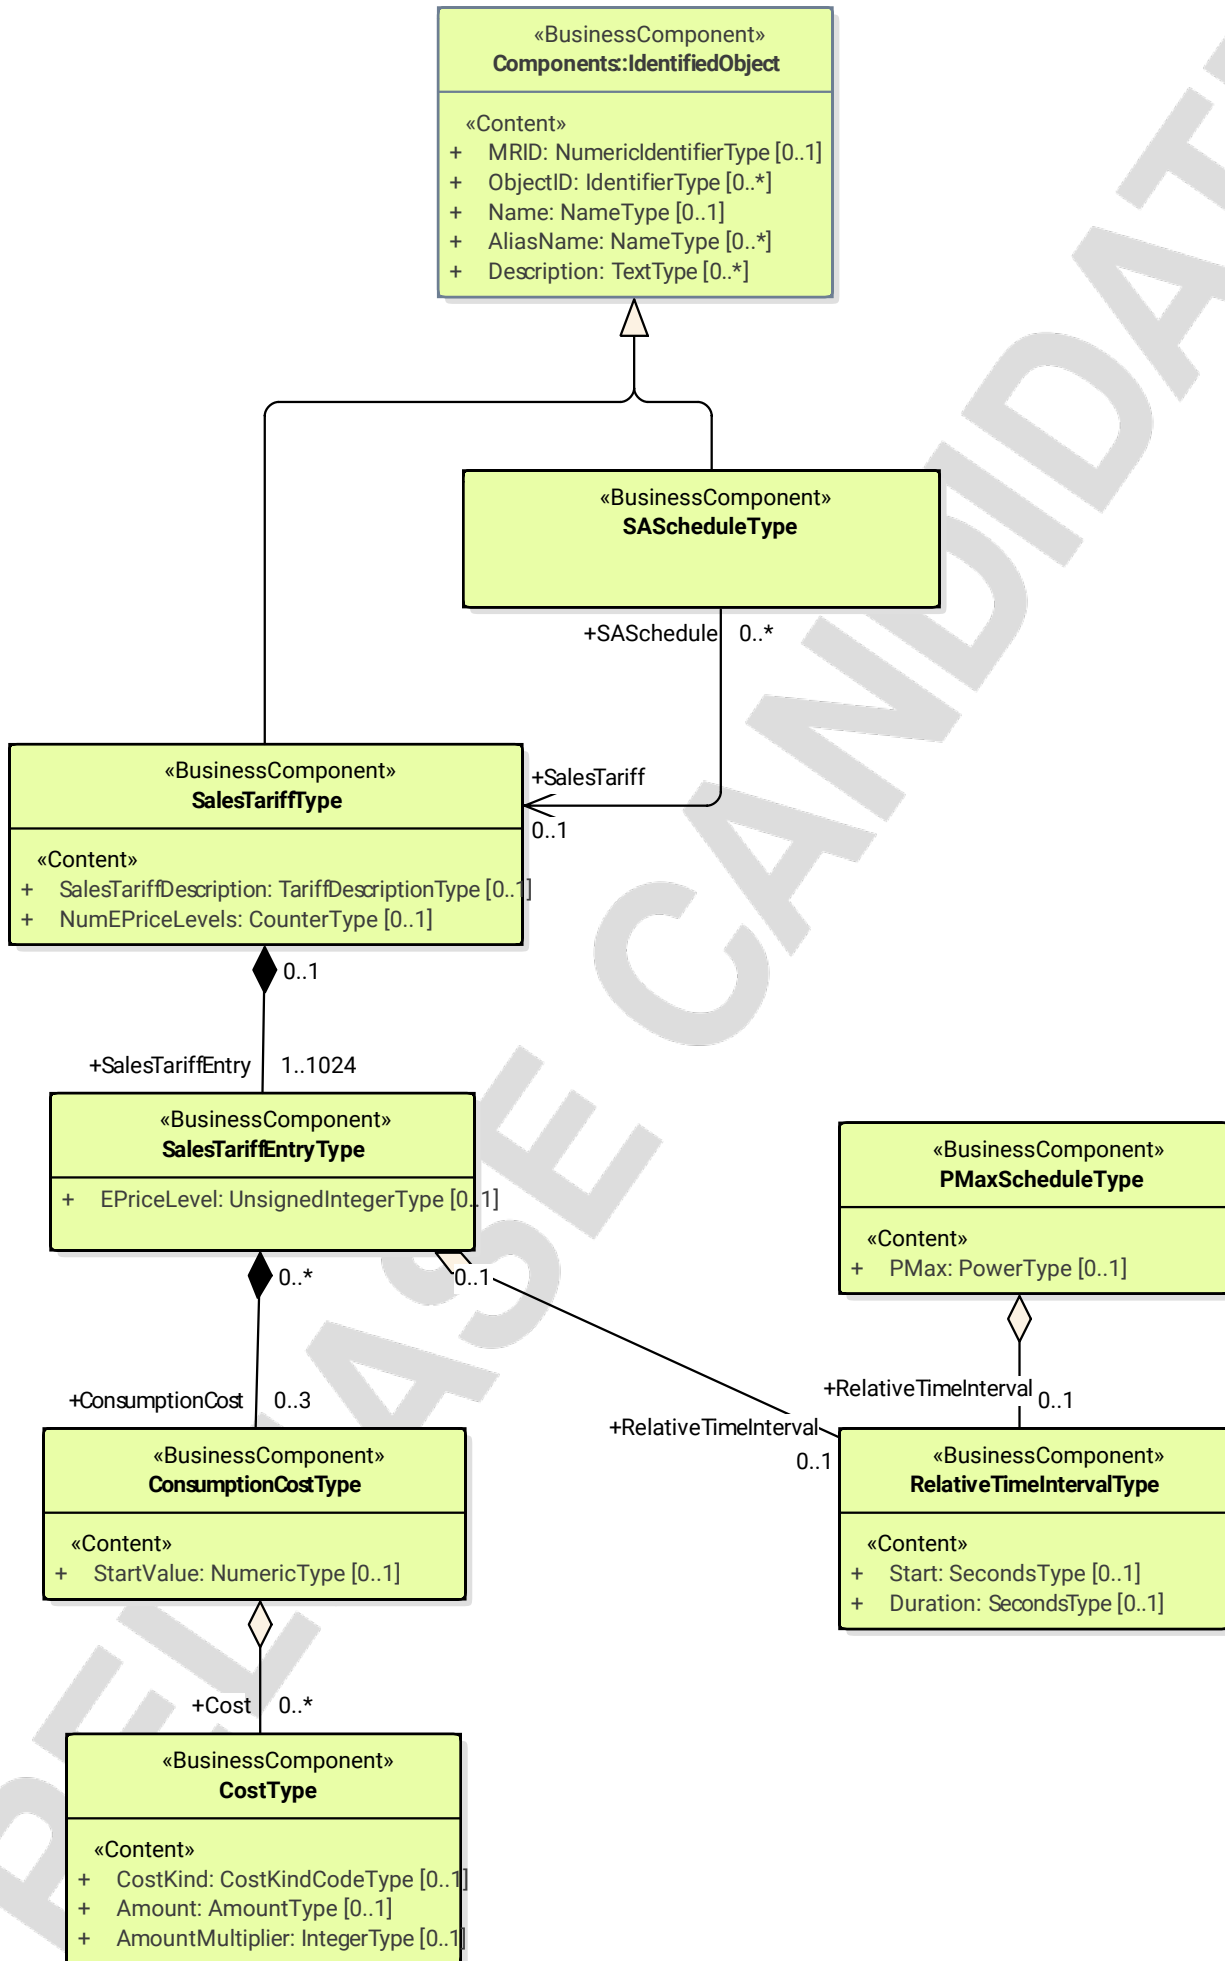 «BusinessComponent»
Components::IdentifiedObject
«Content»
+ MRID: NumericIdentifierType [0..1]
+ ObjectID: IdentifierType [0..*]
+ Name: NameType [0..1]
+ AliasName: NameType [0..*]
+ Description: TextType [0..*]
«BusinessComponent»
SAScheduleType
+SASchedule 0..*
«BusinessComponent»
SalesTariffType
+SalesTariff
0..1
«Content»
+ SalesTariffDescription: TariffDescriptionType [0..1]
+ NumEPriceLevels: CounterType [0..1]
0..1
+SalesTariffEntry 1..1024
«BusinessComponent»
SalesTariffEntryType
+ EPriceLevel: UnsignedIntegerType [0..1]
«BusinessComponent»
PMaxScheduleType
«Content»
+ PMax: PowerType [0..1]
0..*
0..1
+ConsumptionCost 0..3
+RelativeTimeInterval 0..1
+RelativeTimeInterval
0..1
«BusinessComponent»
ConsumptionCostType
«Content»
+ StartValue: NumericType [0..1]
«BusinessComponent»
RelativeTimeIntervalType
«Content»
+ Start: SecondsType [0..1]
+ Duration: SecondsType [0..1]
+Cost 0..*
«BusinessComponent»
CostType
«Content»
+ CostKind: CostKindCodeType [0..1]
+ Amount: AmountType [0..1]
+ AmountMultiplier: IntegerType [0..1]
CANDIDAT